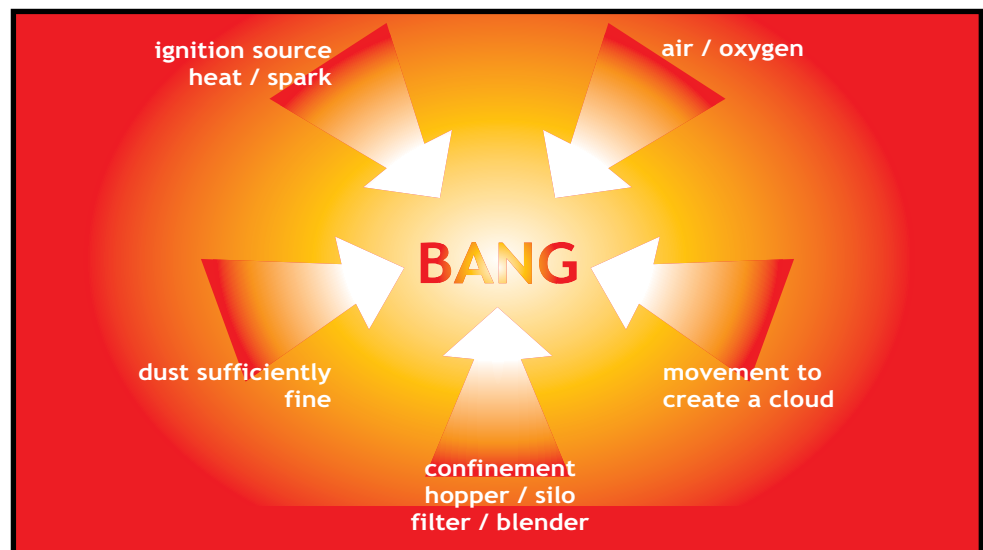 ignition source
heat / spark
air / oxygen
BANG
dust sufficiently
fine
movement to
create a cloud
confinement
hopper / silo
filter / blender